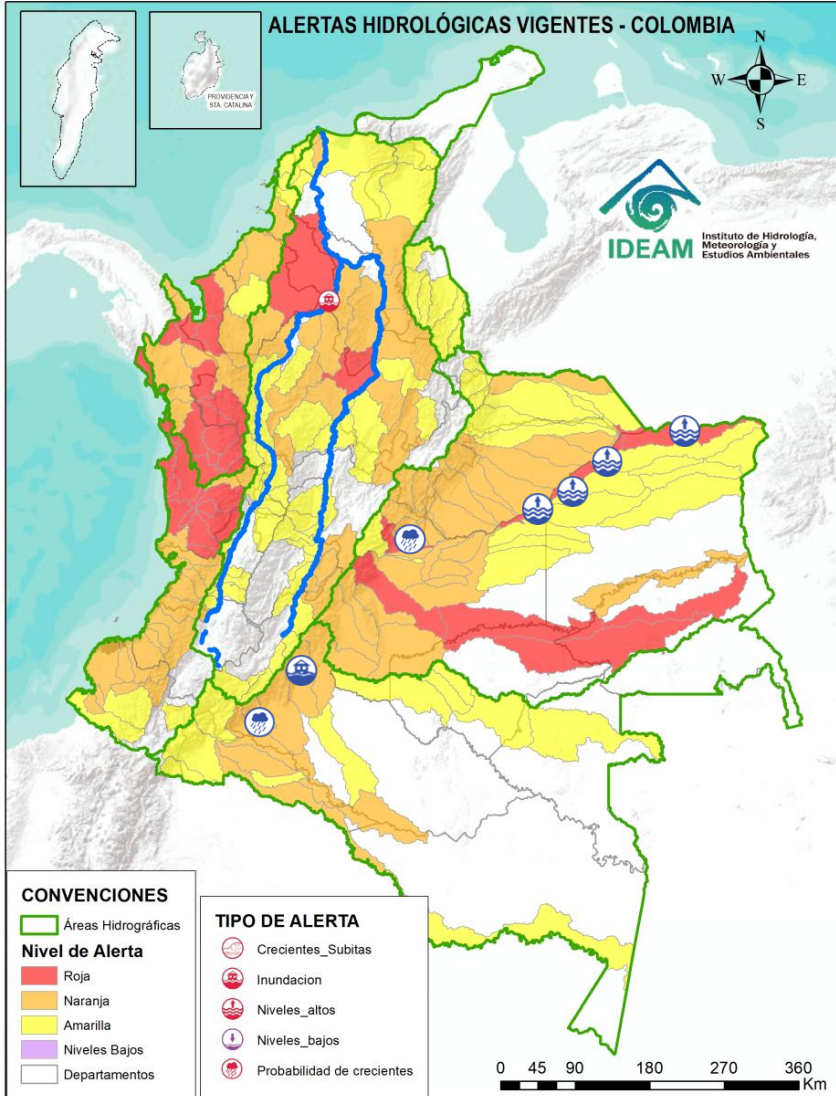 ALERTAS HIDROLÓGICAS VIGENTES - COLOMBIA
PROVIDENCIA Y
STA. CATALINA
N
W
E
S
IDEAM
Instituto de Hidrología,
Meteorología y
Estudios Ambientales
CONVENCIONES
Áreas Hidrográficas
Nivel de Alerta
Roja
Naranja
Amarilla
Niveles Bajos
Departamentos
TIPO DE ALERTA
Crecientes_Subitas
Inundacion
Niveles_altos
Niveles_bajos
Probabilidad de crecientes
0 45 90 180 270 360
Km